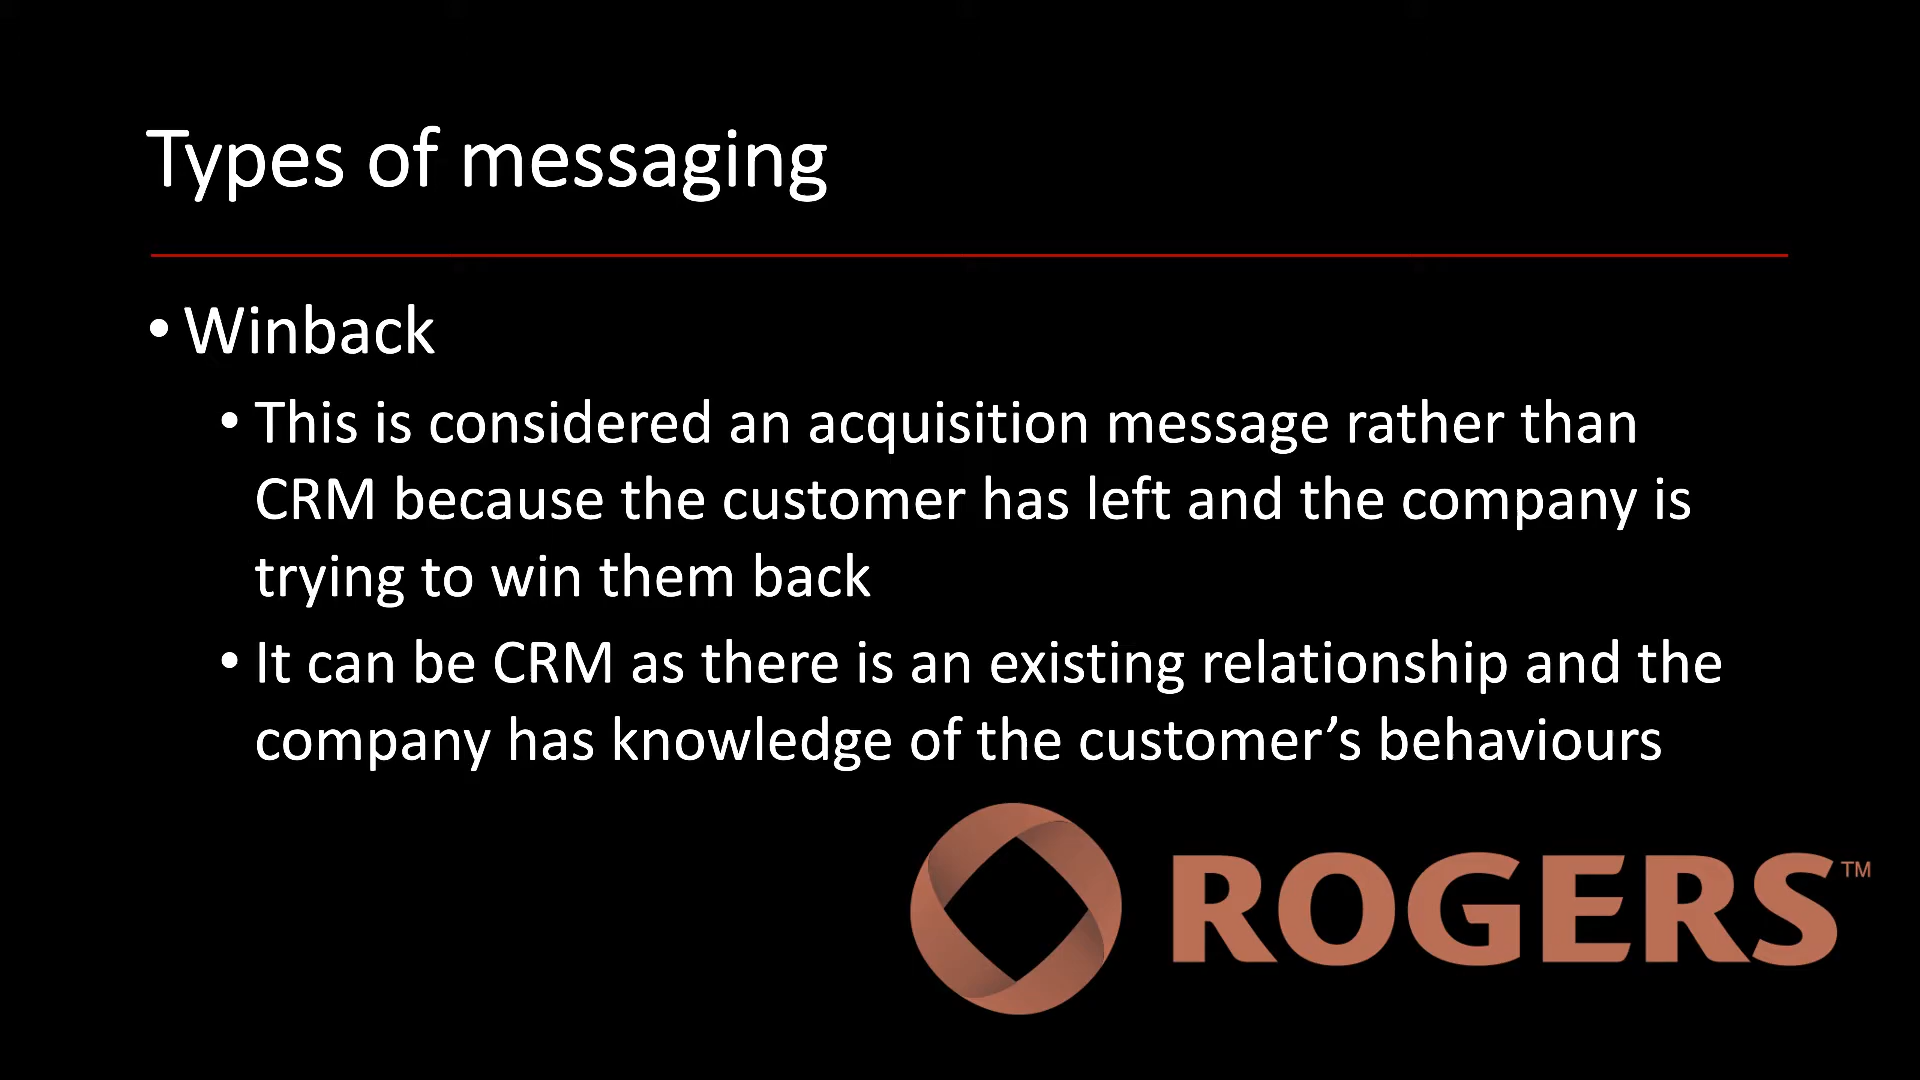 Types of messaging
• Winback
• This is considered an acquisition message rather than
CRM because the customer has left and the company is
trying to win them back
• It can be CRM as there is an existing relationship and the
company has knowledge of the customer’s behaviours
ROGERS™